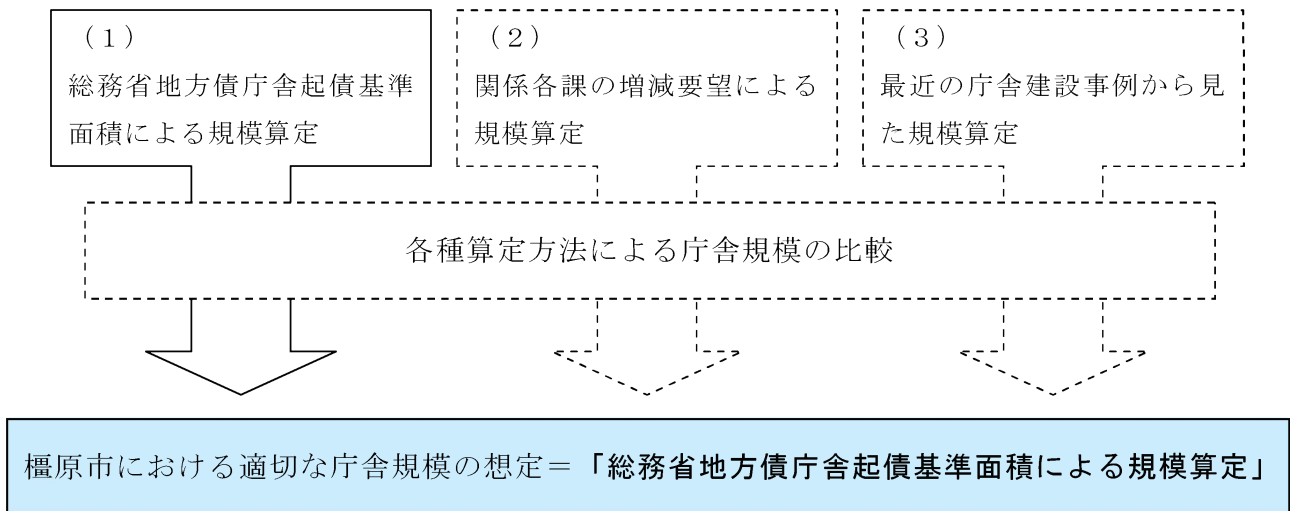 （１）
総務省地方債庁舎起債基準
面積による規模算定
（２）
関係各課の増減要望による
規模算定
（３）
最近の庁舎建設事例から見
た規模算定
各種算定方法による庁舎規模の比較
橿原市における適切な庁舎規模の想定＝「総務省地方債庁舎起債基準面積による規模算定」